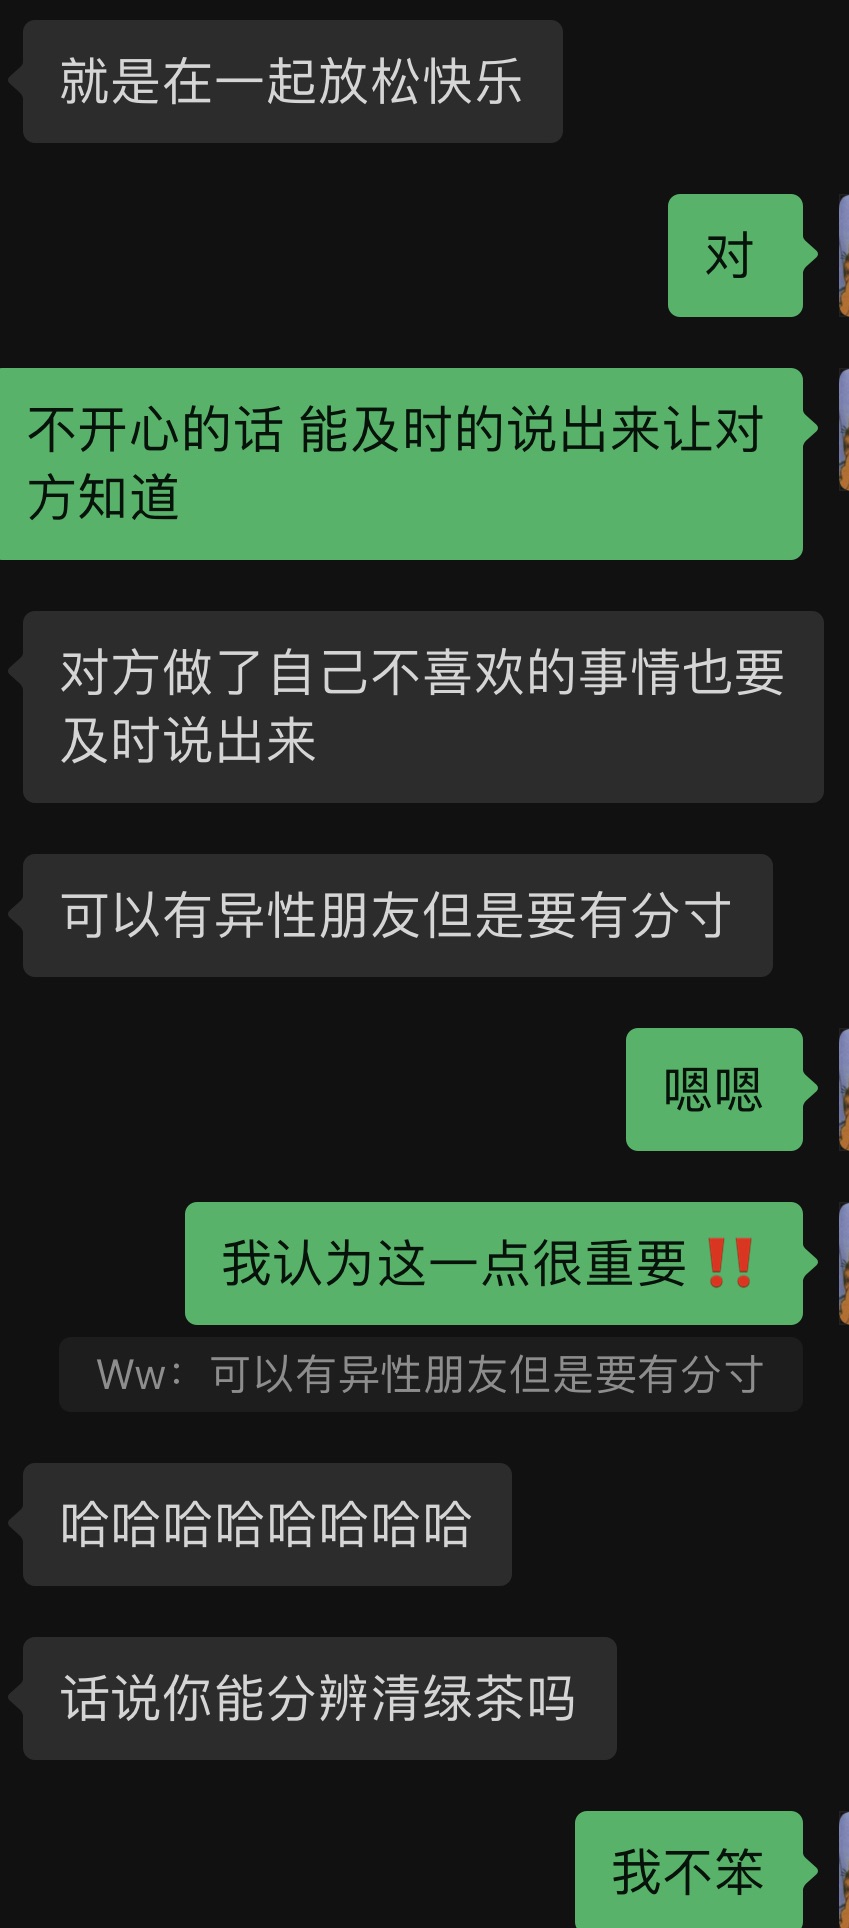 就是在一起放松快乐
对
不开心的话 能及时的说出来让对
方知道
对方做了自己不喜欢的事情也要
及时说出来
可以有异性朋友但是要有分寸
嗯嗯
我认为这一点很重要‼️
Ww：可以有异性朋友但是要有分寸
哈哈哈哈哈哈哈哈
话说你能分辨清绿茶吗
我不笨